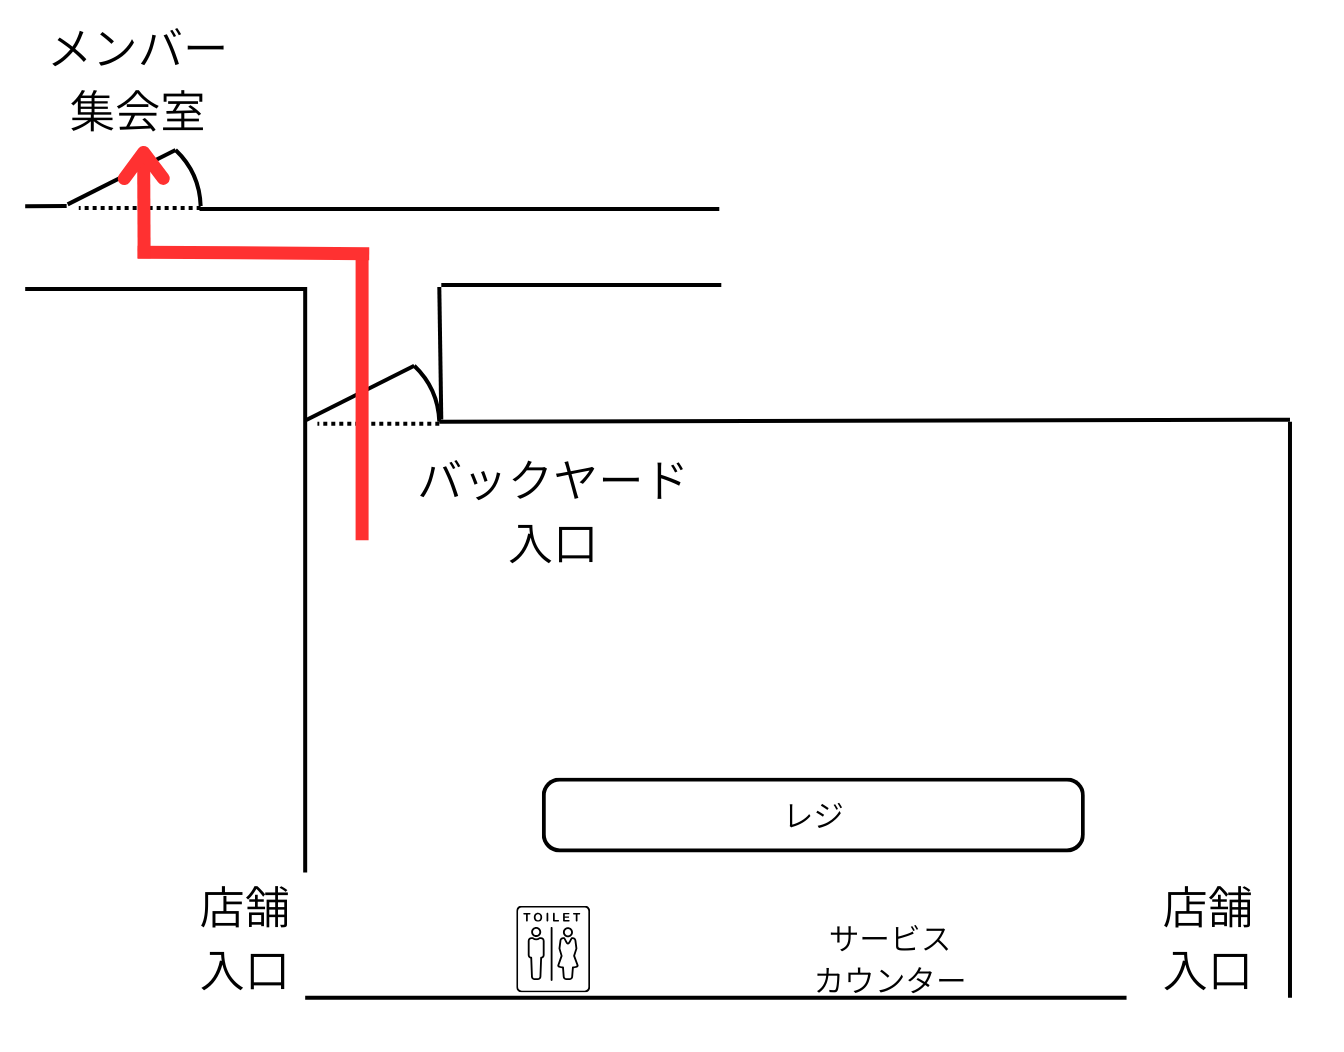 メンバー
集会室
バックヤード
入口
レジ
店舗
入口
TOILET
サービス
カウンター
店舗
入口